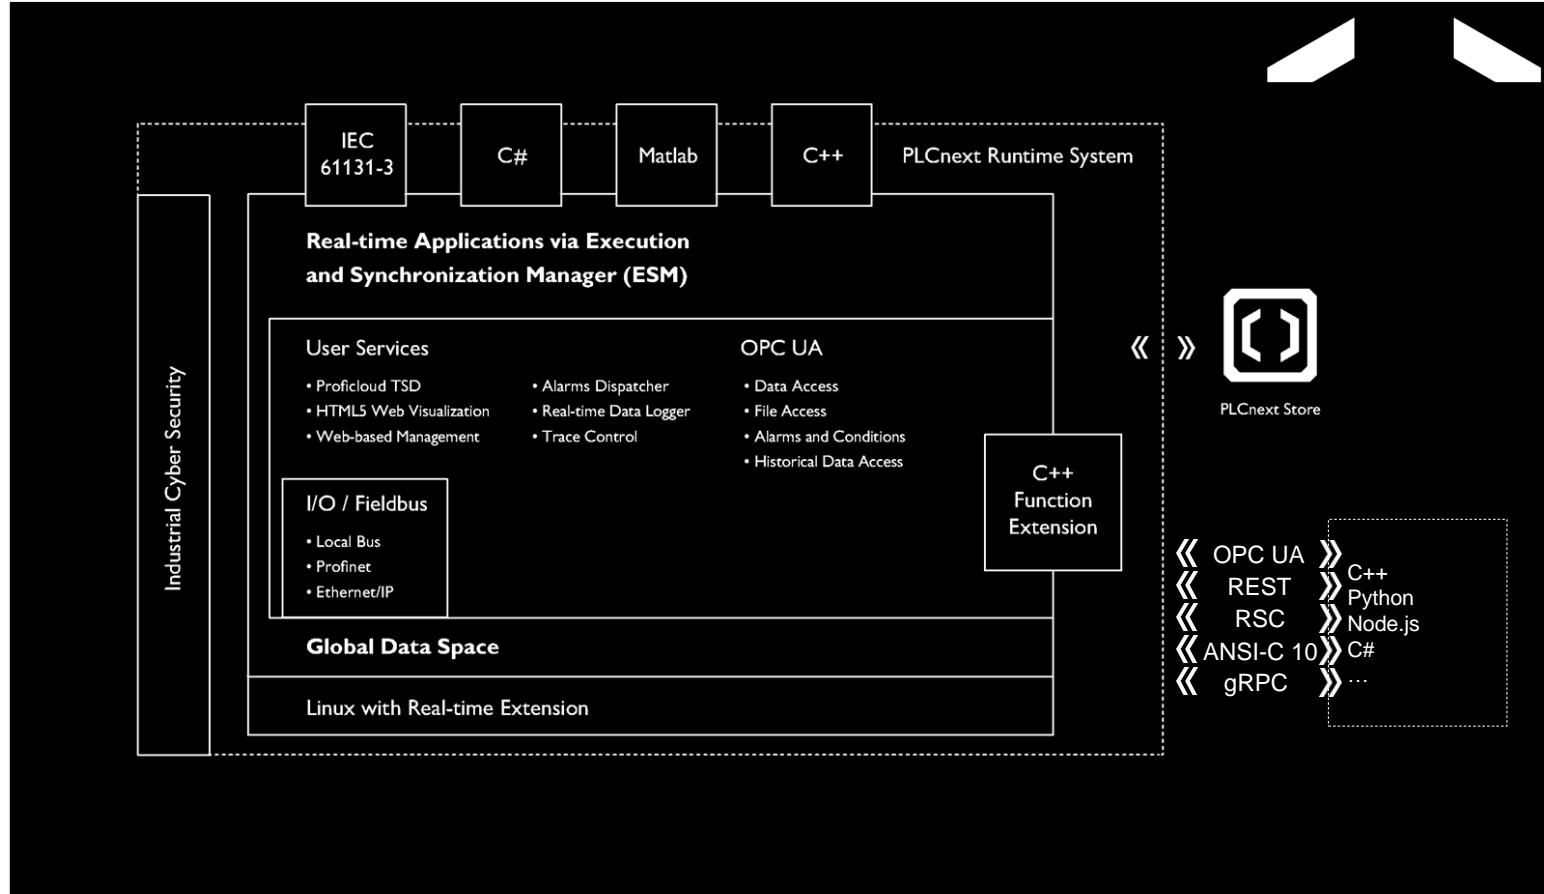 IEC
61131-3
C#
Matlab
C++
PLCnext Runtime System
Industrial Cyber Security
Real-time Applications via Execution
and Synchronization Manager (ESM)
User Services
• Proficloud TSD
• HTML5 Web Visualization
• Web-based Management
• Alarms Dispatcher
• Real-time Data Logger
• Trace Control
OPC UA
• Data Access
• File Access
• Alarms and Conditions
• Historical Data Access
I/O / Fieldbus
• Local Bus
• Profinet
• Ethernet/IP
C++
Function
Extension
Global Data Space
Linux with Real-time Extension
PLCnext Store
OPC UA
REST
RSC
ANSI-C 10
gRPC
C++
Python
Node.js
C#
…